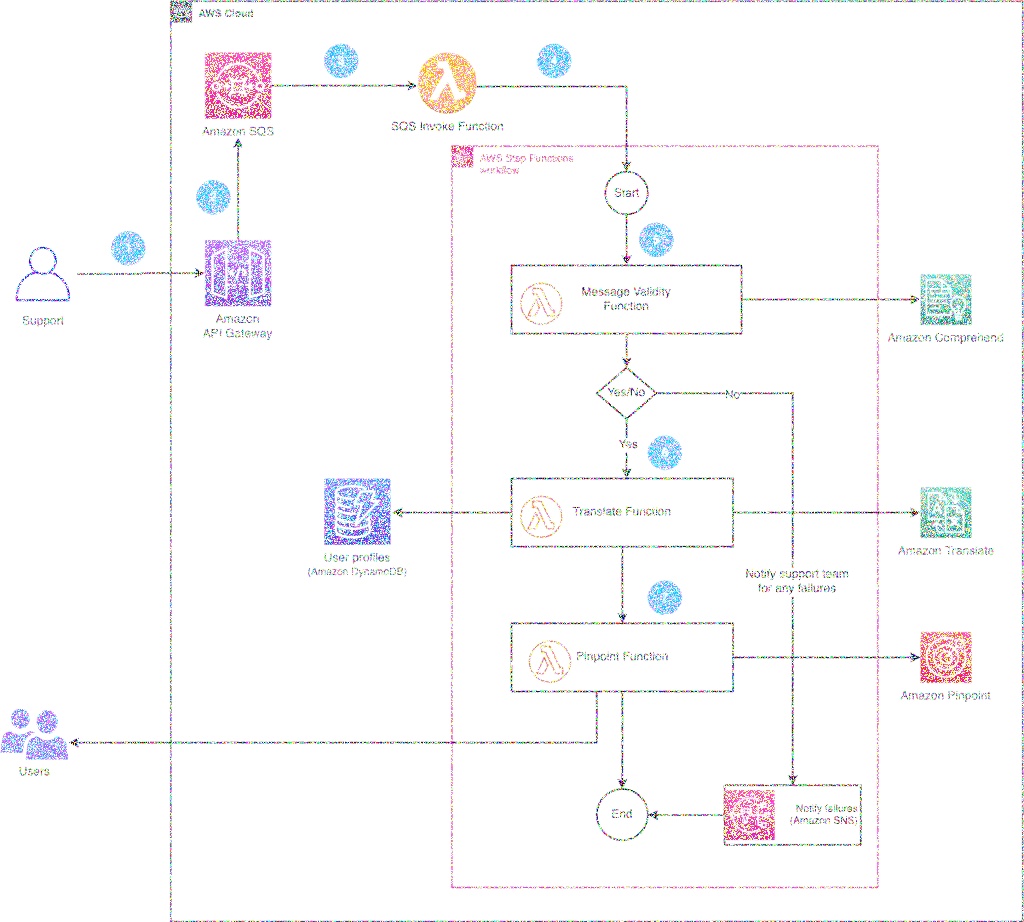 AWS Cloud
Amazon SQS
SQS Invoke Function
AWS Step Functions
workflow
Start
Support
Amazon
API Gateway
Message Validity
Function
Amazon Comprehend
Yes/No
No
Yes
Translate Function
User profiles
(Amazon DynamoDB)
Amazon Translate
Notify support team
for any failures
Pinpoint Function
Amazon Pinpoint
Users
End
Notify failures
(Amazon SNS)